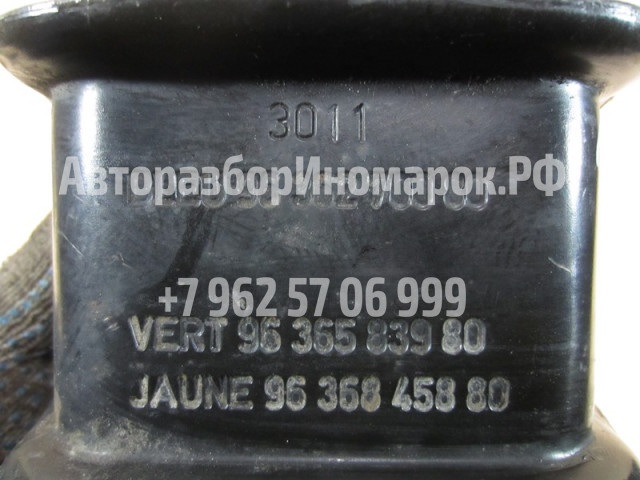 3011
АвторазборИномарок.РФ
+7 962 57 06 999
VERT 96 365 839 80
JAUNE 96 368 458 80